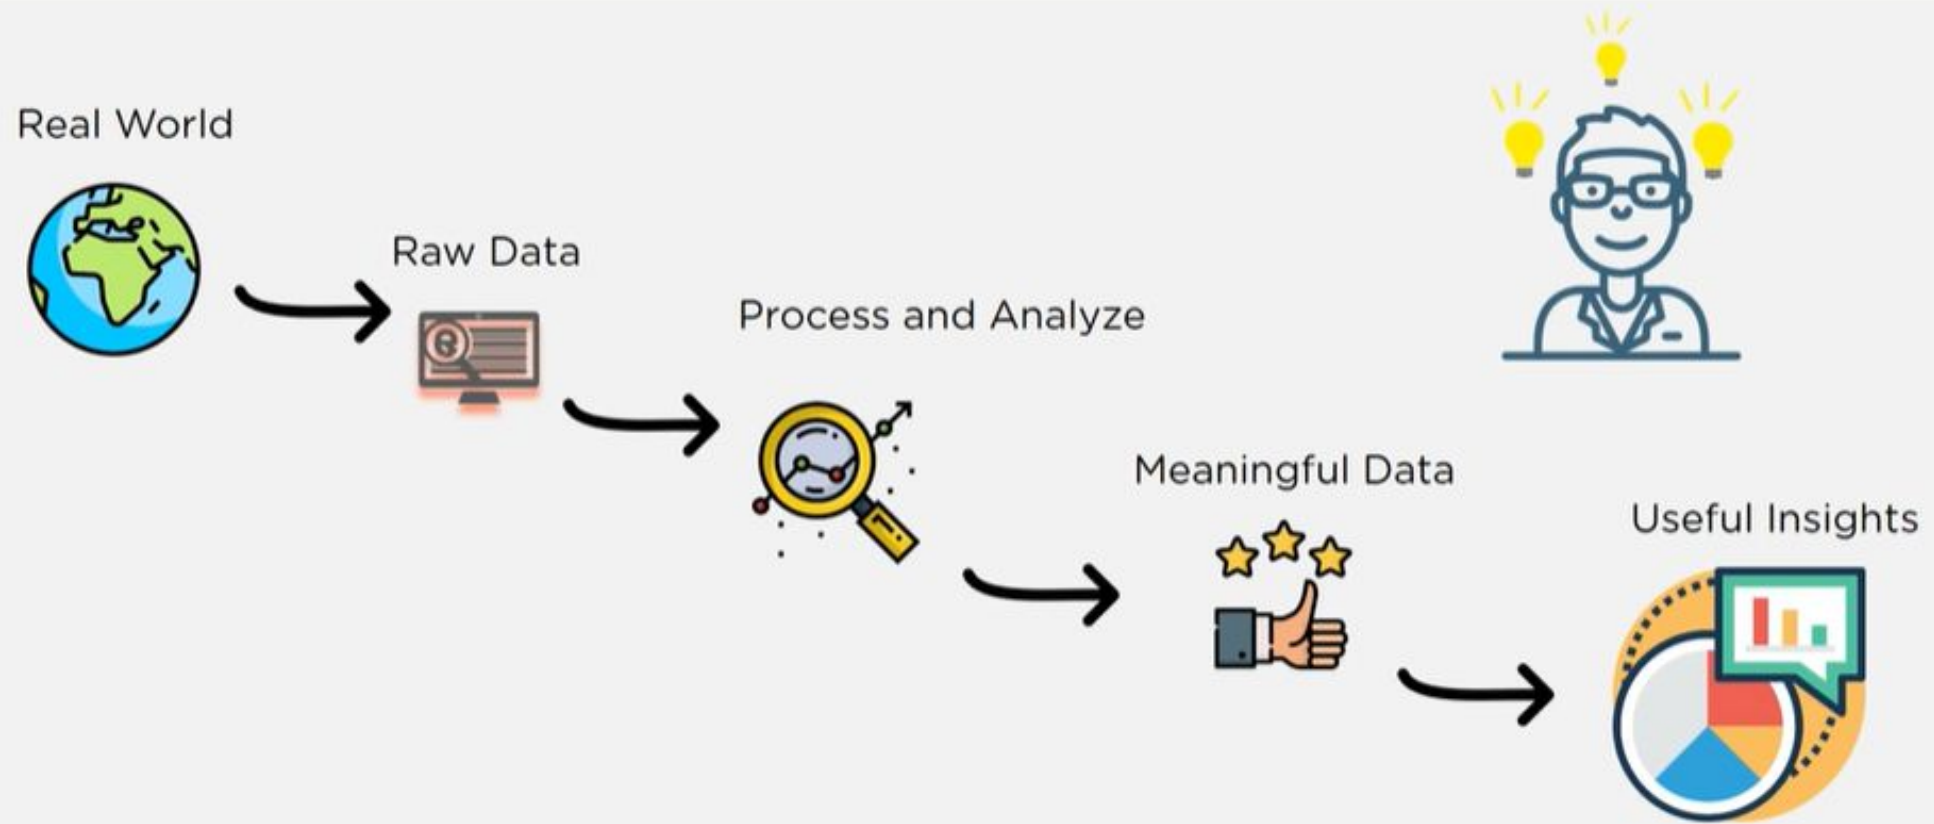 Real World
Raw Data
Process and Analyze
Meaningful Data
Useful Insights